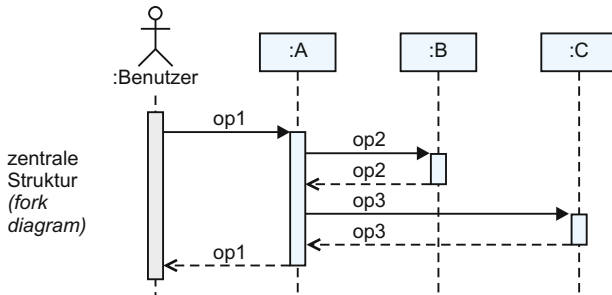 :Benutzer
:A
:B
:C
zentrale
Struktur
(fork
diagram)
op1
op2
op2
op3
op3
op1